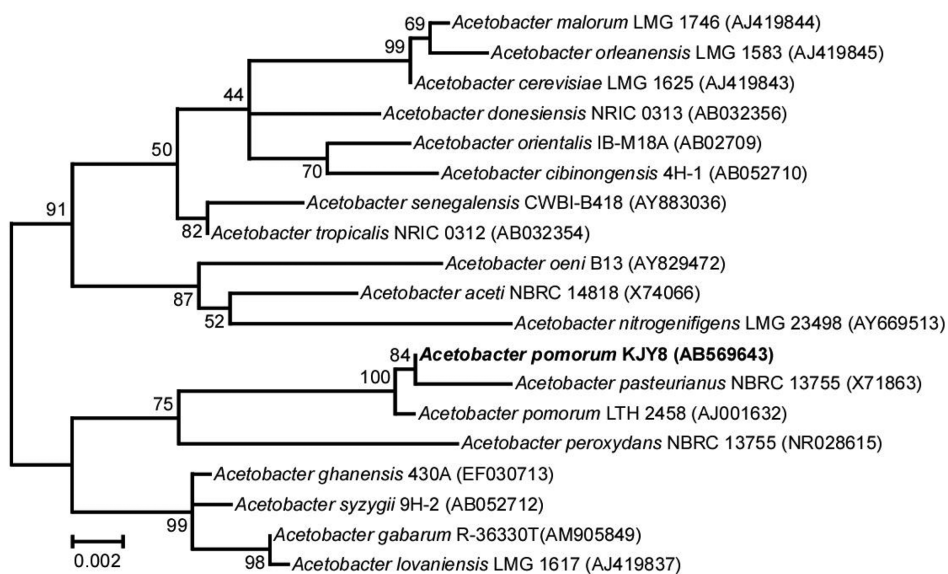 69 Acetobacter malorum LMG 1746 (AJ419844)
99 Acetobacter orleanensis LMG 1583 (AJ419845)
Acetobacter cerevisiae LMG 1625 (AJ419843)
44
Acetobacter donesiensis NRIC 0313 (AB032356)
50 Acetobacter orientalis IB-M18A (AB02709)
70 Acetobacter cibinongensis 4H-1 (AB052710)
91 Acetobacter senegalensis CWBI-B418 (AY883036)
82 Acetobacter tropicalis NRIC 0312 (AB032354)
Acetobacter oeni B13 (AY829472)
87 Acetobacter aceti NBRC 14818 (X74066)
52 Acetobacter nitrogenifigens LMG 23498 (AY669513)
84 Acetobacter pomorum KJY8 (AB569643)
100 Acetobacter pasteurianus NBRC 13755 (X71863)
75 Acetobacter pomorum LTH 2458 (AJ001632)
Acetobacter peroxydans NBRC 13755 (NR028615)
Acetobacter ghanensis 430A (EF030713)
Acetobacter syzygii 9H-2 (AB052712)
99
Acetobacter gabarum R-36330T(AM905849)
98 Acetobacter lovaniensis LMG 1617 (AJ419837)
0.002